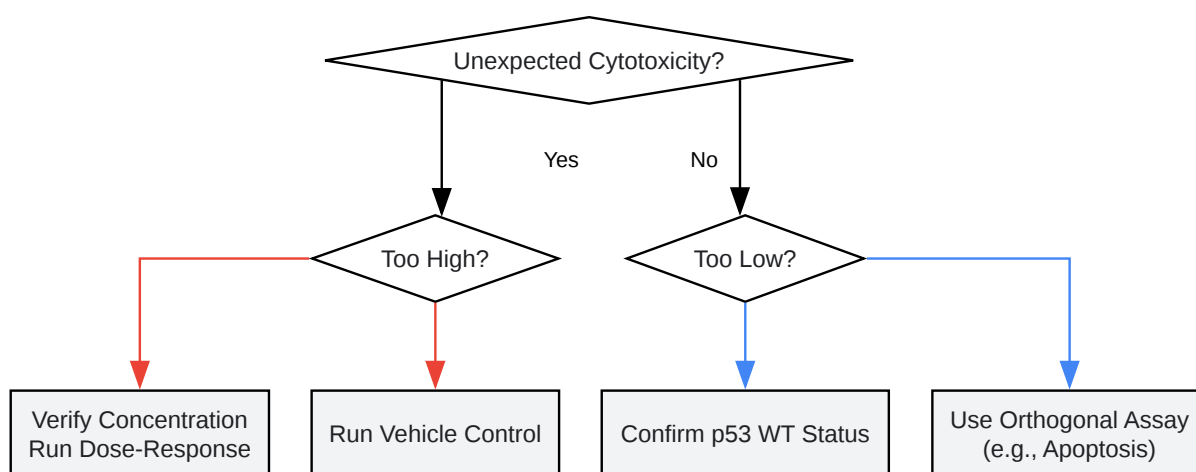 Unexpected Cytotoxicity?
Yes
No
Too High?
Too Low?
Verify Concentration
Run Dose-Response
Run Vehicle Control
Confirm p53 WT Status
Use Orthogonal Assay
(e.g., Apoptosis)